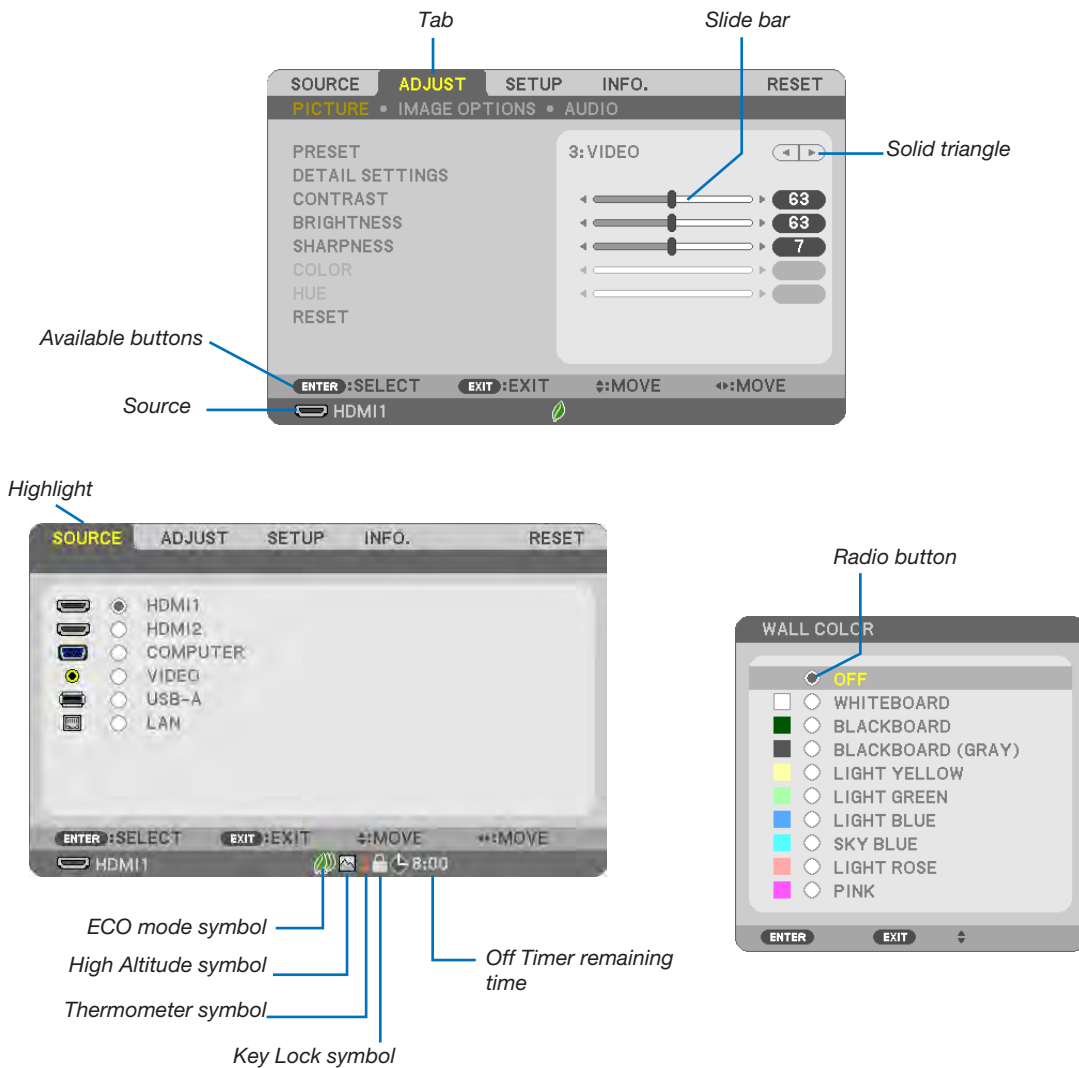 Tab
Slide bar
SOURCE ADJUST SETUP INFO. RESET
PICTURE • IMAGE OPTIONS • AUDIO
PRESET 3:VIDEO
Solid triangle
DETAIL SETTINGS
CONTRAST 63
BRIGHTNESS 63
SHARPNESS 7
COLOR
HUE
RESET
Available buttons
ENTER :SELECT EXIT :EXIT :MOVE :MOVE
Source
HDMI1
Highlight
SOURCE ADJUST SETUP INFO. RESET
HDMI1
HDMI2
COMPUTER
VIDEO
USB-A
LAN
ENTER :SELECT EXIT :EXIT :MOVE :MOVE
HDMI1 8:00
ECO mode symbol
High Altitude symbol
Thermometer symbol
Key Lock symbol
Off Timer remaining
time
Radio button
WALL COLOR
OFF
WHITEBOARD
BLACKBOARD
BLACKBOARD (GRAY)
LIGHT YELLOW
LIGHT GREEN
LIGHT BLUE
SKY BLUE
LIGHT ROSE
PINK
ENTER EXIT